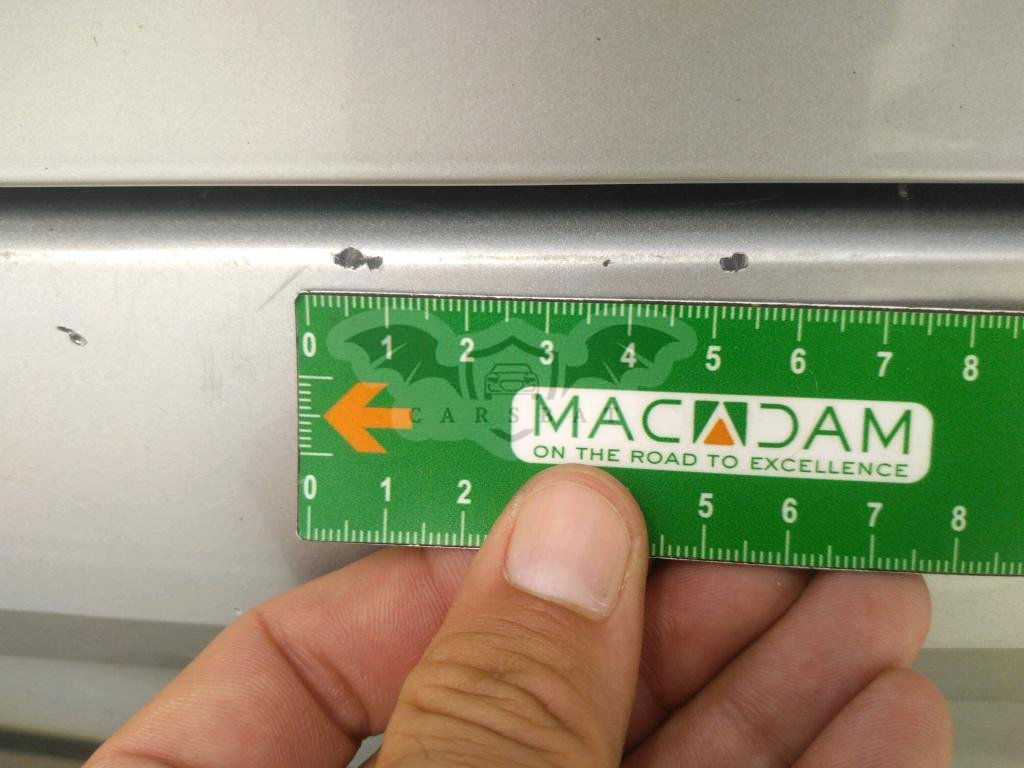 0 1 2 3 4 5 6 7 8
CARSBAT
MACADAM
ON THE ROAD TO EXCELLENCE
0 1 2 5 6 7 8